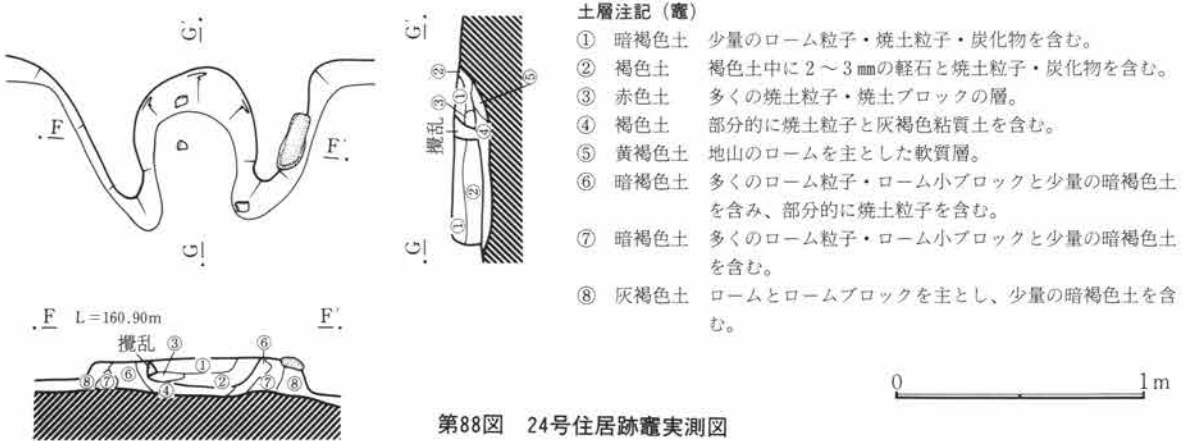 土層注記（竈）
① 暗褐色土 少量のローム粒子・焼土粒子・炭化物を含む。
② 褐色土 褐色土中に2～3㎜の軽石と焼土粒子・炭化物を含む。
③ 赤色土 多くの焼土粒子・焼土ブロックの層。
④ 褐色土 部分的に焼土粒子と灰褐色粘質土を含む。
⑤ 黄褐色土 地山のロームを主とした軟質層。
⑥ 暗褐色土 多くのローム粒子・ローム小ブロックと少量の暗褐色土
を含み、部分的に焼土粒子を含む。
⑦ 暗褐色土 多くのローム粒子・ローム小ブロックと少量の暗褐色土
を含む。
⑧ 灰褐色土 ロームとロームブロックを主とし、少量の暗褐色土を含
む。
G'
F
F'
G
G'
②
①
⑤
③
④
攪乱
②
①
G
F L＝160.90m F'
攪乱 ③ ⑥
①
⑧ ⑦ ⑥ ④ ② ⑦ ⑧
0 1m
第88図 24号住居跡竈実測図